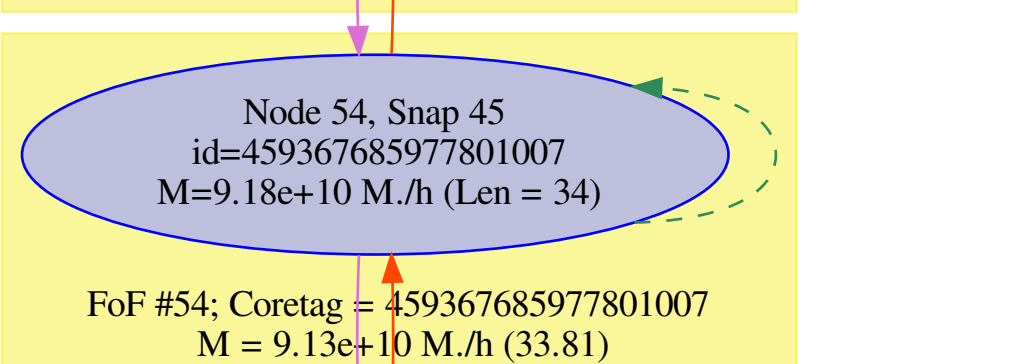 Node 54, Snap 45
id=459367685977801007
M=9.18e+10 M./h (Len = 34)
FoF #54; Coretag = 459367685977801007
M = 9.13e+10 M./h (33.81)